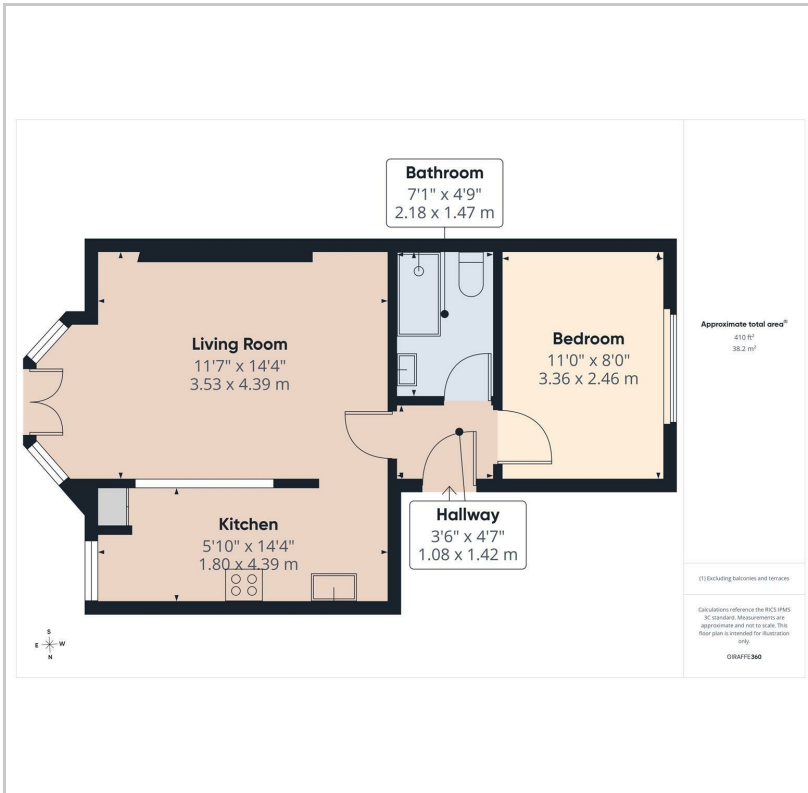 Bathroom
7'1" x 4'9"
2.18 x 1.47 m
Living Room
11'7" x 14'4"
3.53 x 4.39 m
Bedroom
11'0" x 8'0"
3.36 x 2.46 m
Kitchen
5'10" x 14'4"
1.80 x 4.39 m
Hallway
3'6" x 4'7"
1.08 x 1.42 m
S
E W
N
Approximate total area⁽¹⁾
410 ft²
38.2 m²
(1) Excluding balconies and terraces
Calculations reference the RICS IPMS
3C standard. Measurements are
approximate and not to scale. This
floor plan is intended for illustration
only.
GIRAFFE360